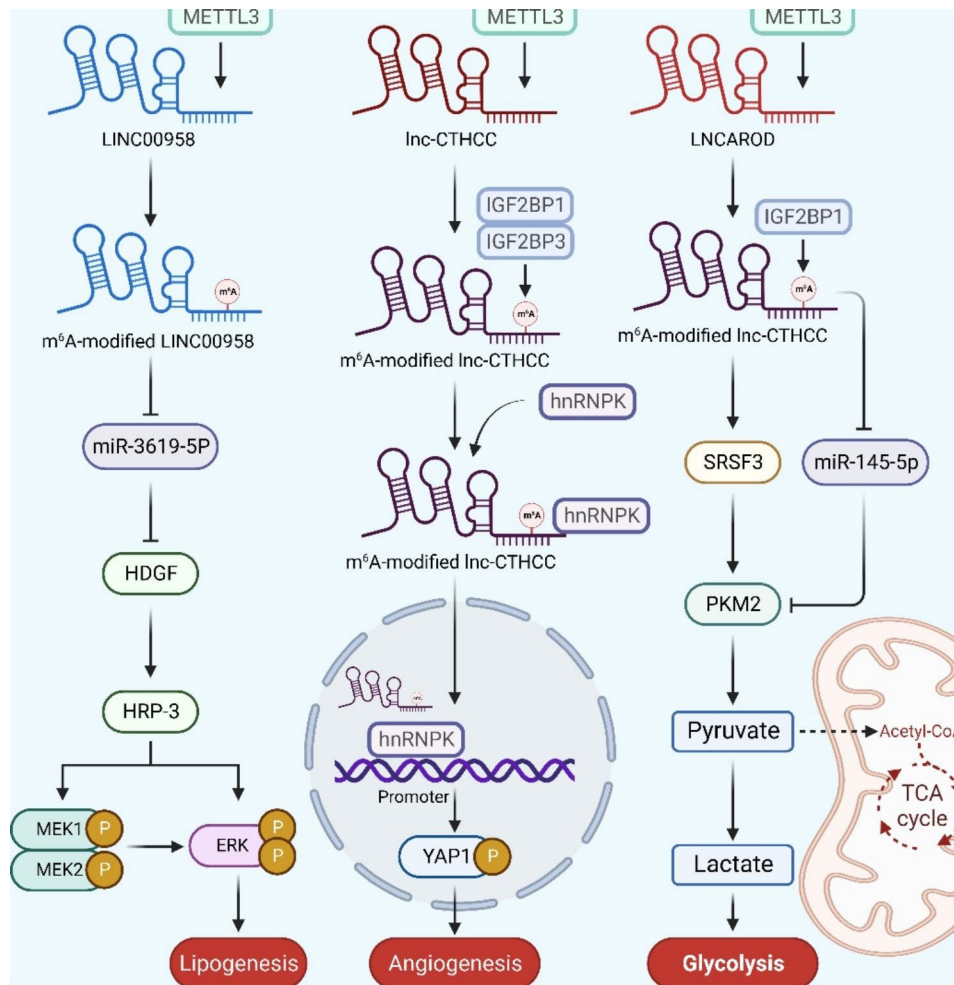 METTL3
LINC00958
m⁶A
m⁶A-modified LINC00958
miR-3619-5P
HDGF
HRP-3
MEK1
P
MEK2
P
ERK
P
P
Lipogenesis
METTL3
lnc-CTHCC
IGF2BP1
IGF2BP3
m⁶A
m⁶A-modified lnc-CTHCC
hnRNPK
m⁶A
hnRNPK
m⁶A-modified lnc-CTHCC
hnRNPK
Promoter
YAP1
P
Angiogenesis
METTL3
LNCAROD
IGF2BP1
m⁶A
m⁶A-modified lnc-CTHCC
SRSF3
miR-145-5p
PKM2
Pyruvate
Acetyl-CoA
TCA
cycle
Lactate
Glycolysis